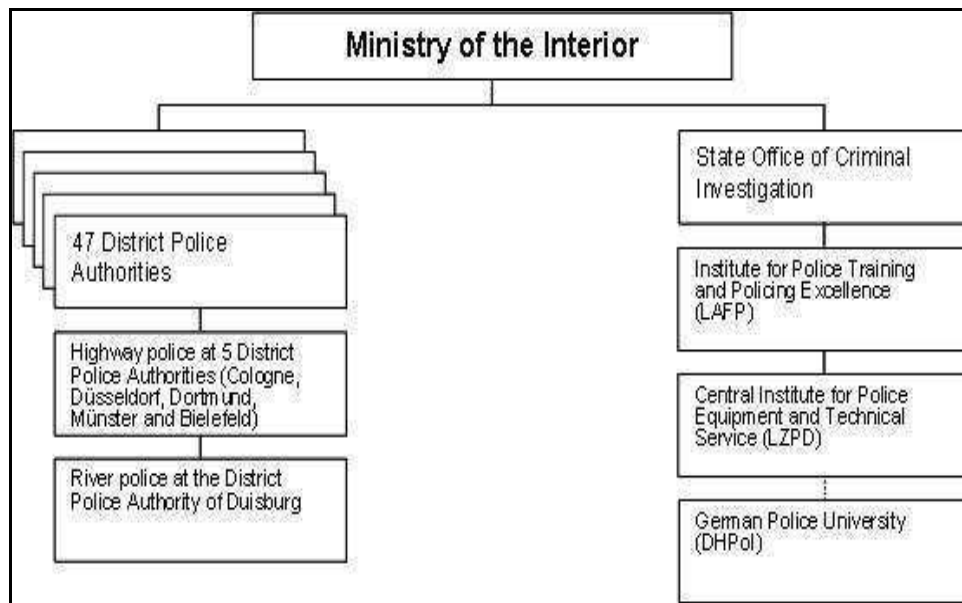 Ministry of the Interior
47 District Police
Authorities
Highway police at 5 District
Police Authorities (Cologne,
Düsseldorf, Dortmund,
Münster and Bielefeld)
River police at the District
Police Authority of Duisburg
State Office of Criminal
Investigation
Institute for Police Training
and Policing Excellence
(LAFP)
Central Institute for Police
Equipment and Technical
Service (LZPD)
German Police University
(DHPol)